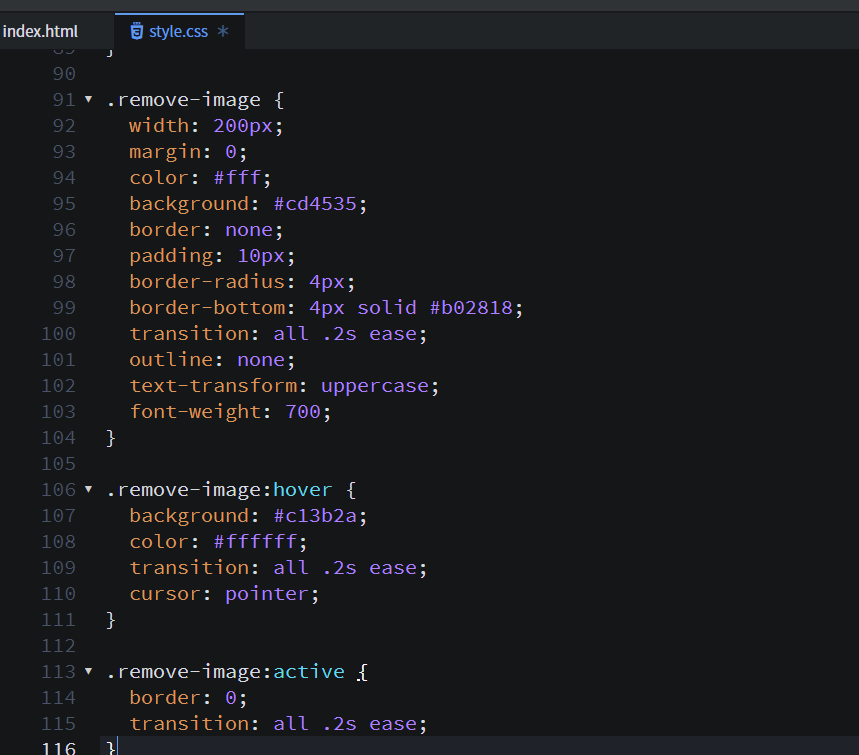 index.html
style.css *
89 }
90
91 ▼ .remove-image {
92   width: 200px;
93   margin: 0;
94   color: #fff;
95   background: #cd4535;
96   border: none;
97   padding: 10px;
98   border-radius: 4px;
99   border-bottom: 4px solid #b02818;
100   transition: all .2s ease;
101   outline: none;
102   text-transform: uppercase;
103   font-weight: 700;
104 }
105
106 ▼ .remove-image:hover {
107   background: #c13b2a;
108   color: #ffffff;
109   transition: all .2s ease;
110   cursor: pointer;
111 }
112
113 ▼ .remove-image:active {
114   border: 0;
115   transition: all .2s ease;
116 }